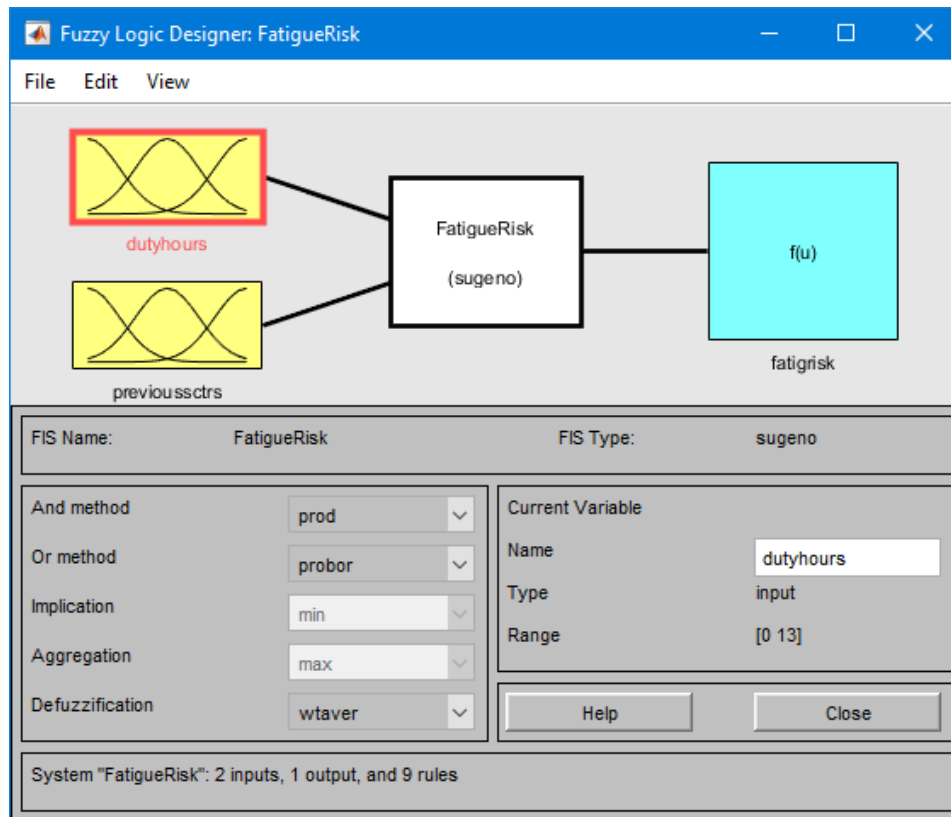 Fuzzy Logic Designer: FatigueRisk
File Edit View
dutyhours
previoussctrs
FatigueRisk
(sugeno)
f(u)
fatigrisk
FIS Name: FatigueRisk FIS Type: sugeno
And method prod
Or method probor
Implication min
Aggregation max
Defuzzification wtaver
Current Variable
Name dutyhours
Type input
Range [0 13]
Help Close
System "FatigueRisk": 2 inputs, 1 output, and 9 rules